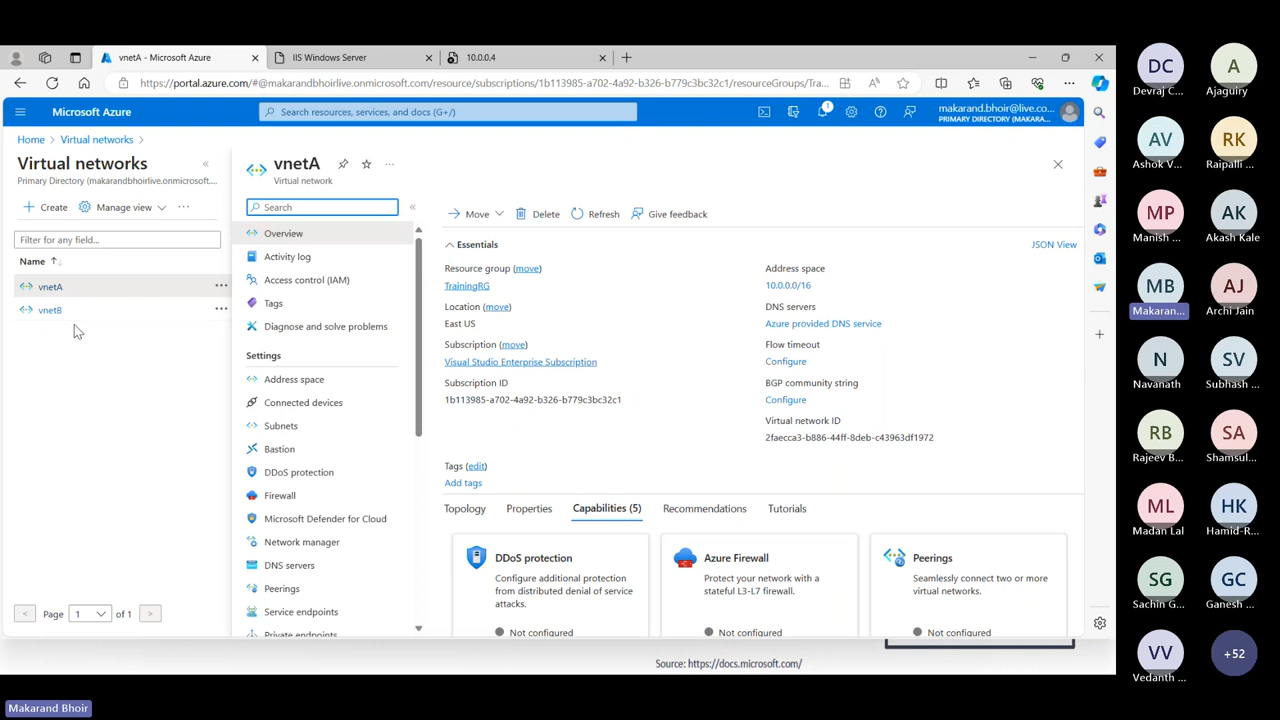 vnetA - Microsoft Azure
IIS Windows Server
10.0.0.4
https://portal.azure.com/#@makarandbhoirlive.onmicrosoft.com/resource/subscriptions/1b113985-a702-4a92-b326-b779c3bc32c1/resourceGroups/Tra...
Microsoft Azure
Search resources, services, and docs (G+/)
1
makarand.bhoir@live.co...
PRIMARY DIRECTORY (MAKARA...
Home > Virtual networks >
Virtual networks
Primary Directory (makarandbhoirlive.onmicrosoft....
Create
Manage view
Filter for any field...
Name
vnetA
vnetB
Page 1 of 1
vnetA
Virtual network
Search
Overview
Activity log
Access control (IAM)
Tags
Diagnose and solve problems
Settings
Address space
Connected devices
Subnets
Bastion
DDoS protection
Firewall
Microsoft Defender for Cloud
Network manager
DNS servers
Peerings
Service endpoints
Private endpoints
Move
Delete
Refresh
Give feedback
Essentials
JSON View
Resource group (move)
TrainingRG
Location (move)
East US
Subscription (move)
Visual Studio Enterprise Subscription
Subscription ID
1b113985-a702-4a92-b326-b779c3bc32c1
Address space
10.0.0.0/16
DNS servers
Azure provided DNS service
Flow timeout
Configure
BGP community string
Configure
Virtual network ID
2faecca3-b886-44ff-8deb-c43963df1972
Tags (edit)
Add tags
Topology
Properties
Capabilities (5)
Recommendations
Tutorials
DDoS protection
Configure additional protection
from distributed denial of service
attacks.
Not configured
Azure Firewall
Protect your network with a
stateful L3-L7 firewall.
Not configured
Peerings
Seamlessly connect two or more
virtual networks.
Not configured
Source: https://docs.microsoft.com/
DC
Devraj C...
A
Ajagulry
AV
Ashok V...
RK
Raipalli ...
MP
Manish ...
AK
Akash Kale
MB
Makaran...
AJ
Archi Jain
N
Navanath
SV
Subhash ...
RB
Rajeev B...
SA
Shamsul...
ML
Madan Lal
HK
Hamid-R...
SG
Sachin G...
GC
Ganesh ...
VV
Vedanth ...
+52
Makarand Bhoir